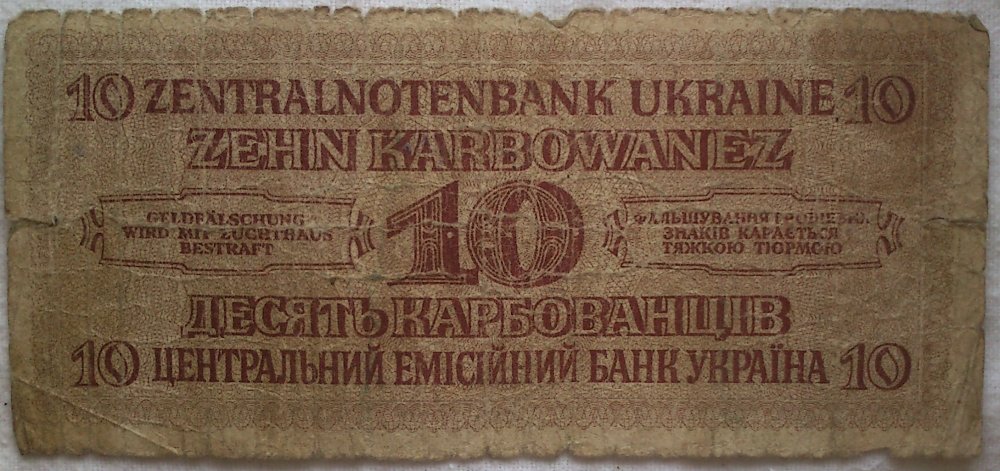 10 ZENTRALNOTENBANK UKRAINE 10
ZEHN KARBOWANEZ
GELDFÄLSCHUNG
WIRD MIT ZUCHTHAUS
BESTRAFT
10
ФАЛЬШУВАННЯ ГРОШЕВИХ
ЗНАКІВ КАРАЄТЬСЯ
ТЯЖКОЮ ТЮРМОЮ
ДЕСЯТЬ КАРБОВАНЦІВ
10 ЦЕНТРАЛЬНИЙ ЕМІСІЙНИЙ БАНК УКРАЇНА 10